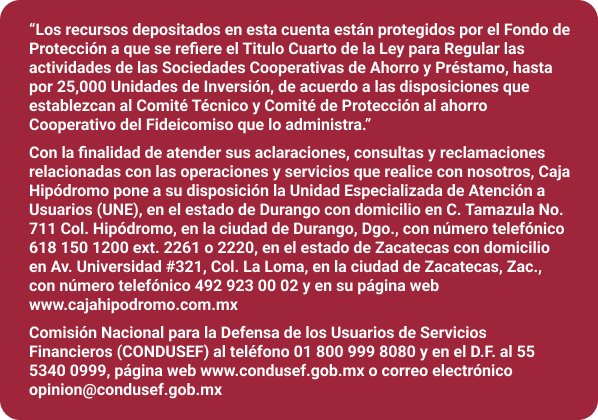 “Los recursos depositados en esta cuenta están protegidos por el Fondo de
Protección a que se refiere el Titulo Cuarto de la Ley para Regular las
actividades de las Sociedades Cooperativas de Ahorro y Préstamo, hasta
por 25,000 Unidades de Inversión, de acuerdo a las disposiciones que
establezcan al Comité Técnico y Comité de Protección al ahorro
Cooperativo del Fideicomiso que lo administra.”
Con la finalidad de atender sus aclaraciones, consultas y reclamaciones
relacionadas con las operaciones y servicios que realice con nosotros, Caja
Hipódromo pone a su disposición la Unidad Especializada de Atención a
Usuarios (UNE), en el estado de Durango con domicilio en C. Tamazula No.
711 Col. Hipódromo, en la ciudad de Durango, Dgo., con número telefónico
618 150 1200 ext. 2261 o 2220, en el estado de Zacatecas con domicilio
en Av. Universidad #321, Col. La Loma, en la ciudad de Zacatecas, Zac.,
con número telefónico 492 923 00 02 y en su página web
www.cajahipodromo.com.mx
Comisión Nacional para la Defensa de los Usuarios de Servicios
Financieros (CONDUSEF) al teléfono 01 800 999 8080 y en el D.F. al 55
5340 0999, página web www.condusef.gob.mx o correo electrónico
opinion@condusef.gob.mx